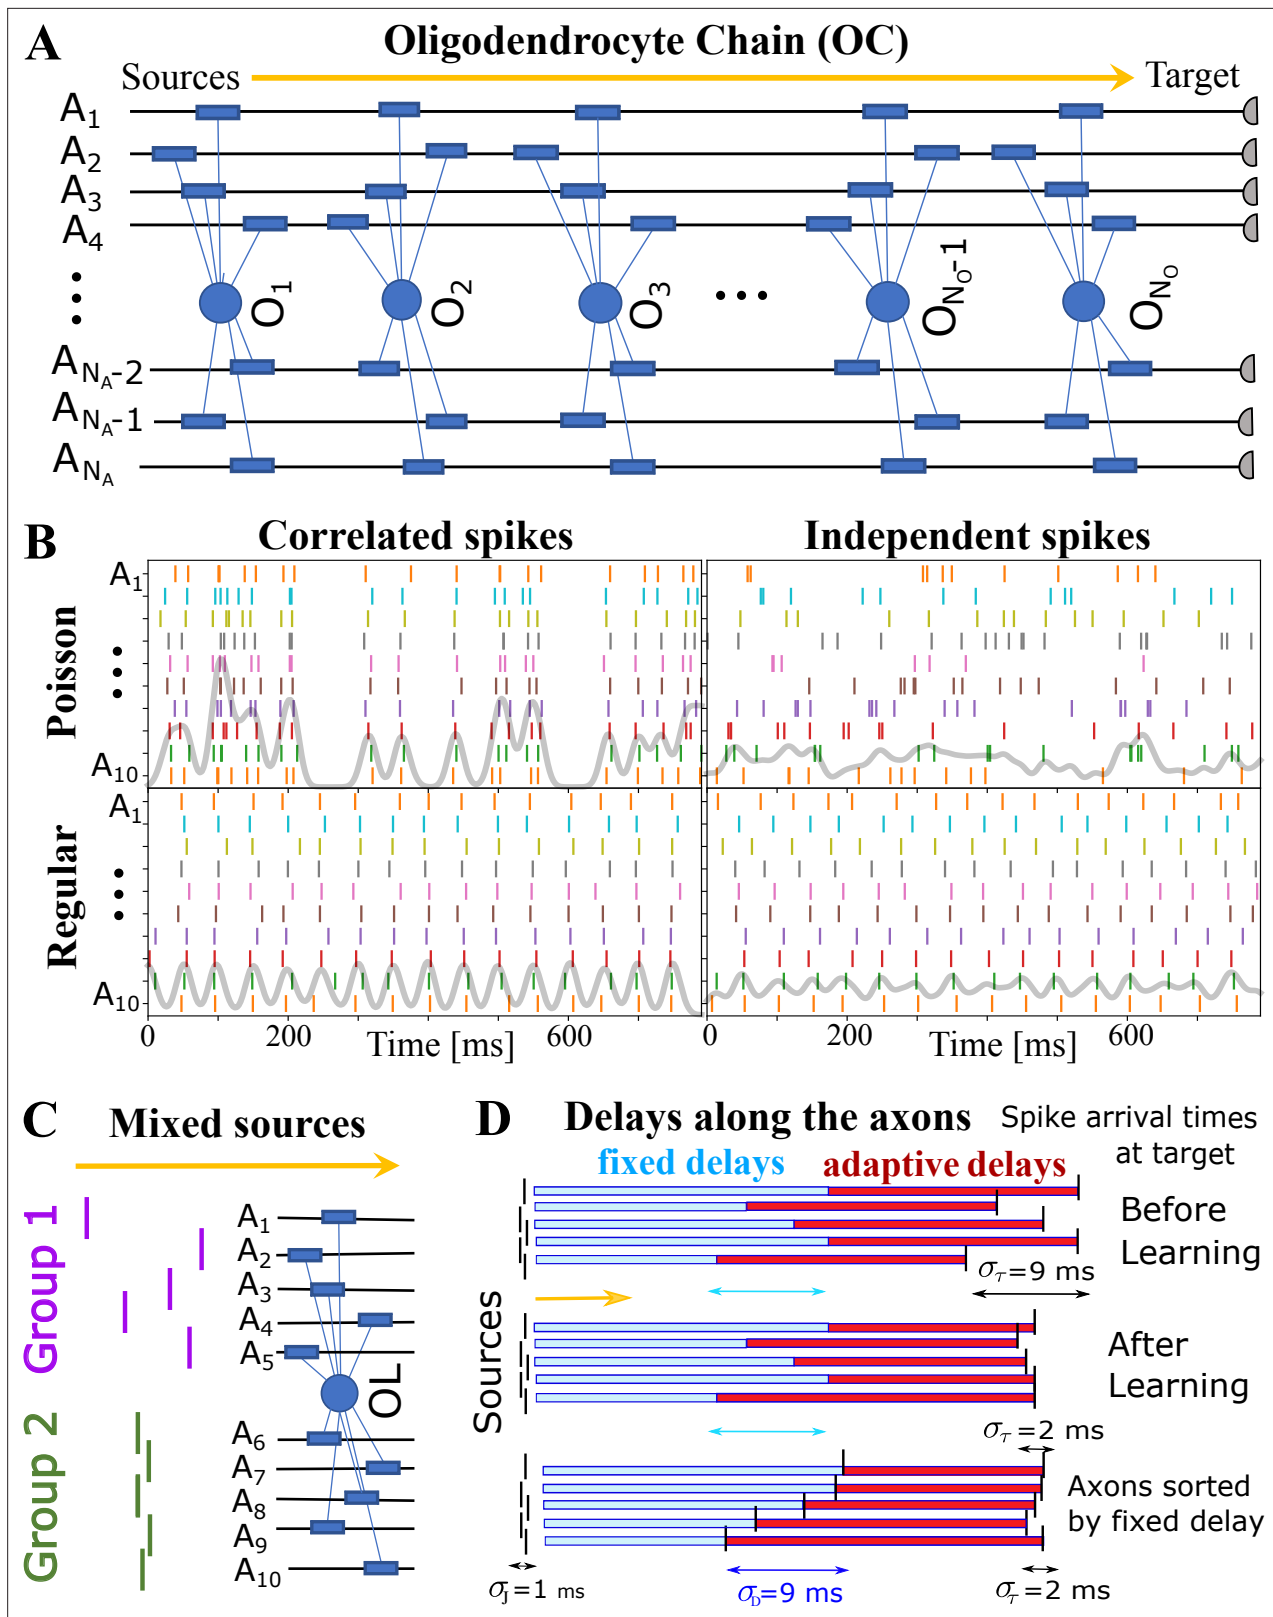 A
Oligodendrocyte Chain (OC)
Sources
Target
A1
A2
A3
A4
...
O1
O2
O3
...
ONO-1
ONO
ANA-2
ANA-1
ANA
B
Correlated spikes
Independent spikes
Poisson
A1
...
A10
Regular
A1
...
A10
0
200
Time [ms]
600
0
200
Time [ms]
600
C
Mixed sources
Group 1
A1
A2
A3
A4
A5
OL
Group 2
A6
A7
A8
A9
A10
D
Delays along the axons
Spike arrival times
at target
fixed delays
adaptive delays
Before
Learning
στ=9 ms
Sources
After
Learning
στ=2 ms
Axons sorted
by fixed delay
σJ=1 ms
σD=9 ms
στ=2 ms